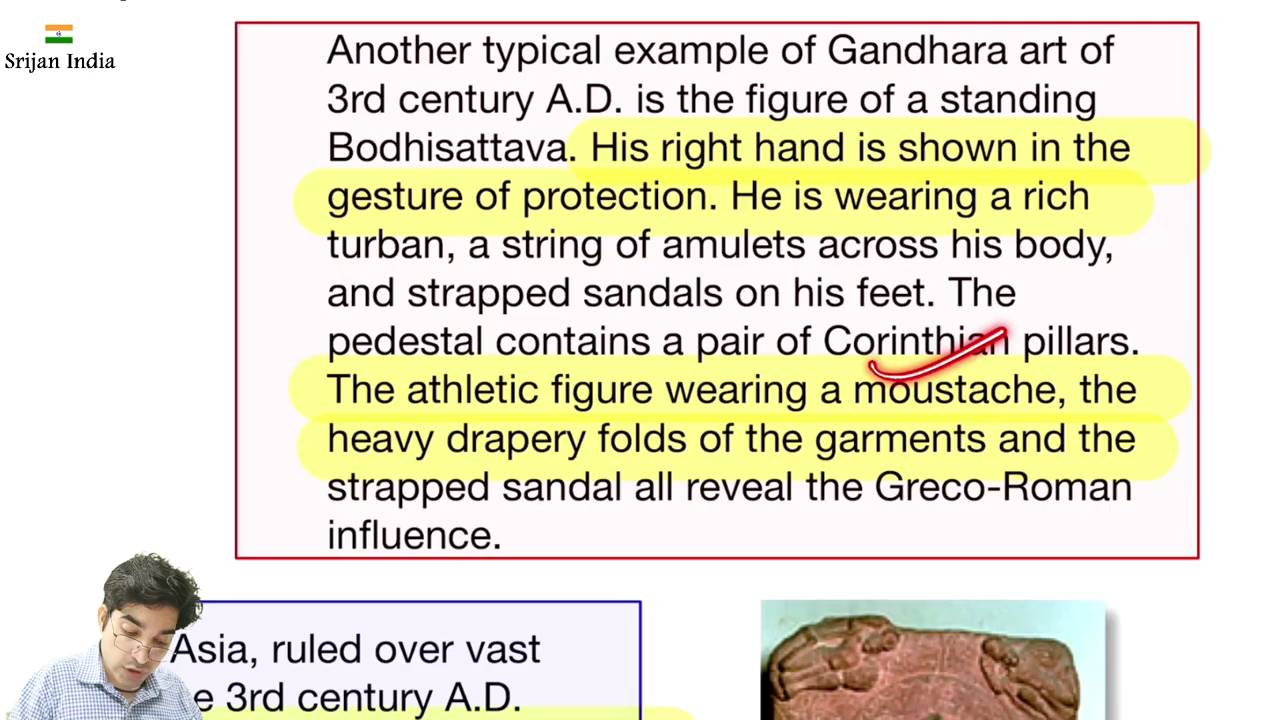 Srijan India
Another typical example of Gandhara art of
3rd century A.D. is the figure of a standing
Bodhisattava. His right hand is shown in the
gesture of protection. He is wearing a rich
turban, a string of amulets across his body,
and strapped sandals on his feet. The
pedestal contains a pair of Corinthian pillars.
The athletic figure wearing a moustache, the
heavy drapery folds of the garments and the
strapped sandal all reveal the Greco-Roman
influence.
Asia, ruled over vast
3rd century A.D.